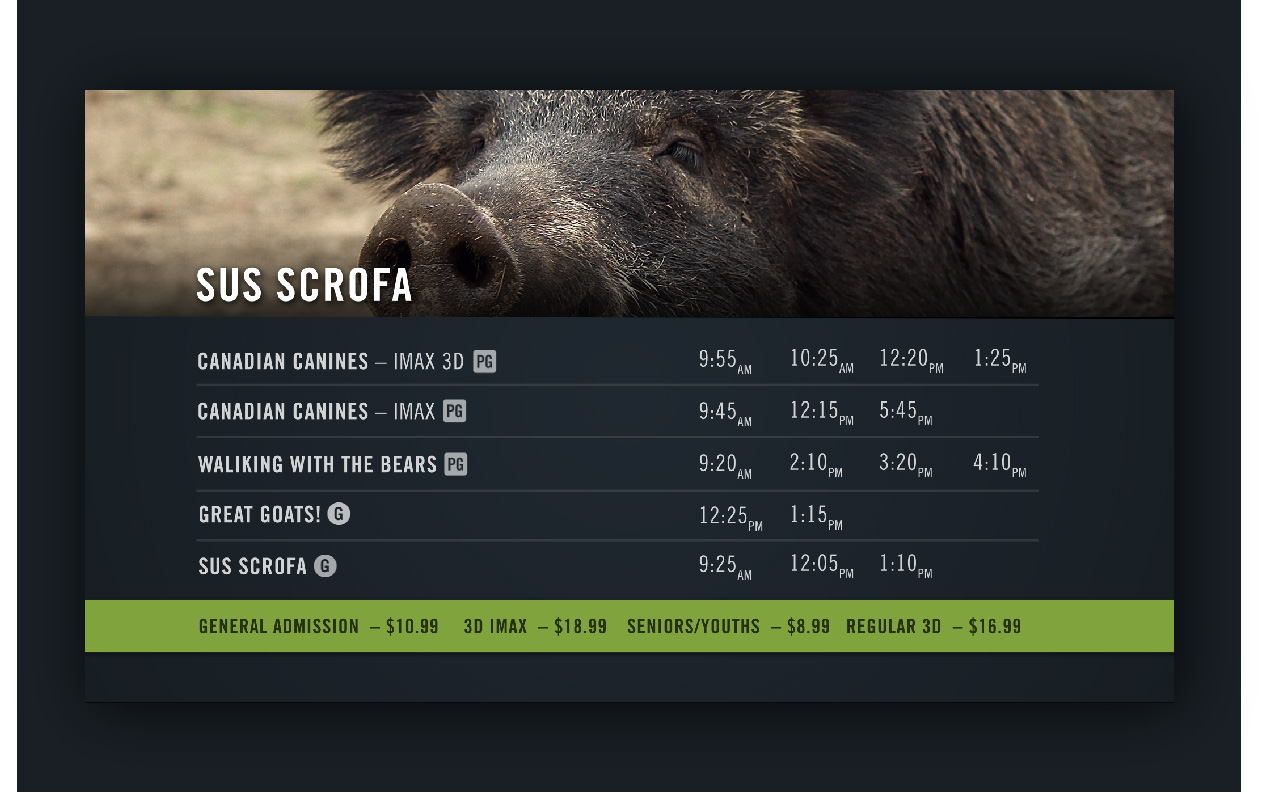 SUS SCROFA
CANADIAN CANINES – IMAX 3D PG 9:55AM 10:25AM 12:20PM 1:25PM
CANADIAN CANINES – IMAX PG 9:45AM 12:15PM 5:45PM
WALIKING WITH THE BEARS PG 9:20AM 2:10PM 3:20PM 4:10PM
GREAT GOATS! G 12:25PM 1:15PM
SUS SCROFA G 9:25AM 12:05PM 1:10PM
GENERAL ADMISSION – $10.99 3D IMAX – $18.99 SENIORS/YOUTHS – $8.99 REGULAR 3D – $16.99